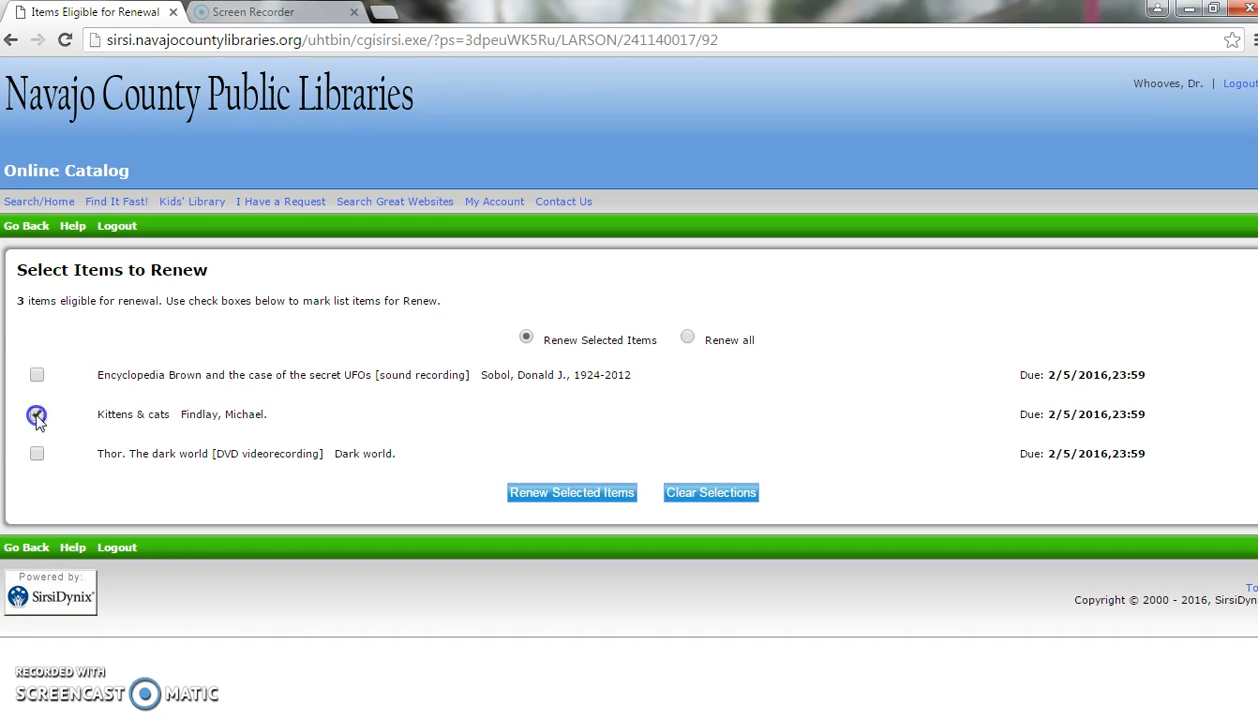 Items Eligible for Renewal
Screen Recorder
sirsi.navajocountylibraries.org/uhtbin/cgisirsi.exe/?ps=3dpeuWK5Ru/LARSON/241140017/92
Navajo County Public Libraries
Whooves, Dr. | Logout
Online Catalog
Search/Home Find It Fast! Kids' Library I Have a Request Search Great Websites My Account Contact Us
Go Back Help Logout
Select Items to Renew
3 items eligible for renewal. Use check boxes below to mark list items for Renew.
Renew Selected Items Renew all
Encyclopedia Brown and the case of the secret UFOs [sound recording] Sobol, Donald J., 1924-2012 Due: 2/5/2016,23:59
Kittens & cats Findlay, Michael. Due: 2/5/2016,23:59
Thor. The dark world [DVD videorecording] Dark world. Due: 2/5/2016,23:59
Renew Selected Items Clear Selections
Go Back Help Logout
Powered by:
SirsiDynix
To
Copyright © 2000 - 2016, SirsiDyn
RECORDED WITH
SCREENCAST MATIC